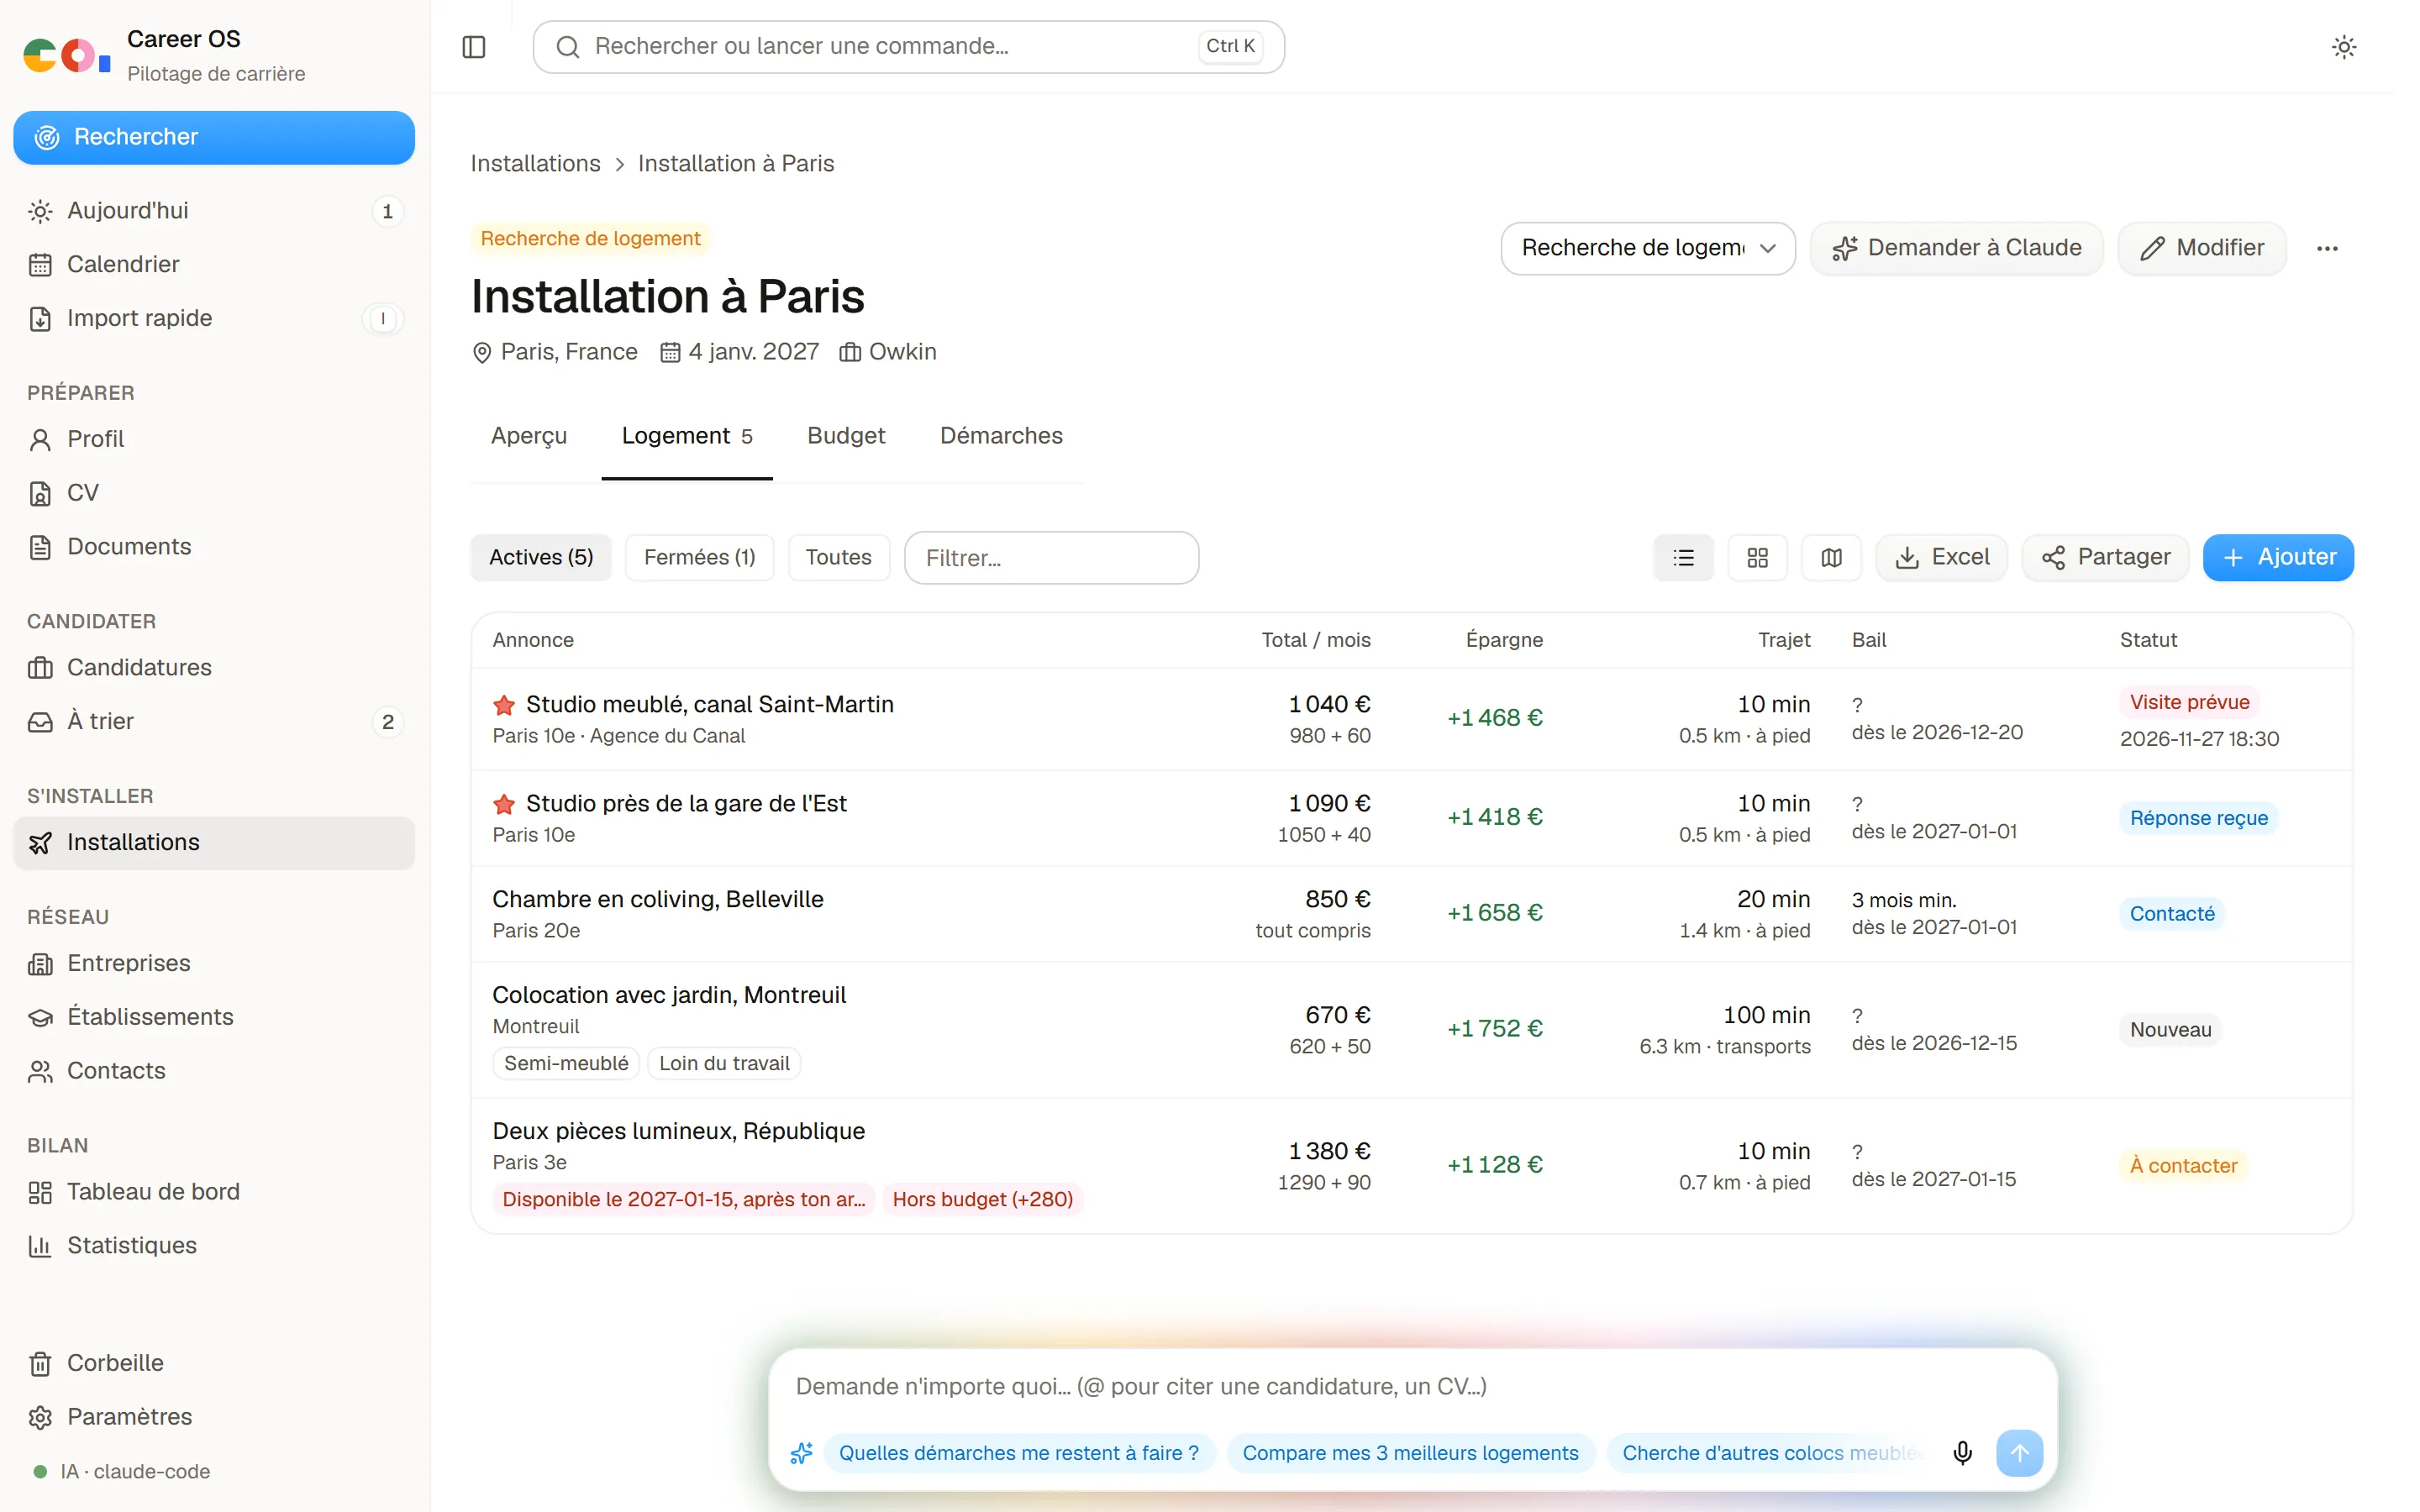 Career OS
Pilotage de carrière
Rechercher
Aujourd'hui 1
Calendrier
Import rapide I
PRÉPARER
Profil
CV
Documents
CANDIDATER
Candidatures
À trier 2
S'INSTALLER
Installations
RÉSEAU
Entreprises
Établissements
Contacts
BILAN
Tableau de bord
Statistiques
Corbeille
Paramètres
IA · claude-code
Rechercher ou lancer une commande... Ctrl K
Installations > Installation à Paris
Recherche de logement
Installation à Paris
Paris, France 4 janv. 2027 Owkin
Recherche de logem Demander à Claude Modifier ...
Aperçu Logement 5 Budget Démarches
Actives (5) Fermées (1) Toutes Filtrer... Excel Partager + Ajouter
Annonce Total / mois Épargne Trajet Bail Statut
Studio meublé, canal Saint-Martin 1 040 € +1 468 € 10 min ? Visite prévue
Paris 10e · Agence du Canal 980 + 60 0.5 km · à pied dès le 2026-12-20 2026-11-27 18:30
Studio près de la gare de l'Est 1 090 € +1 418 € 10 min ? Réponse reçue
Paris 10e 1050 + 40 0.5 km · à pied dès le 2027-01-01
Chambre en coliving, Belleville 850 € +1 658 € 20 min 3 mois min. Contacté
Paris 20e tout compris 1.4 km · à pied dès le 2027-01-01
Colocation avec jardin, Montreuil 670 € +1 752 € 100 min ? Nouveau
Montreuil 620 + 50 6.3 km · transports dès le 2026-12-15
Semi-meublé Loin du travail
Deux pièces lumineux, République 1 380 € +1 128 € 10 min ? À contacter
Paris 3e 1290 + 90 0.7 km · à pied dès le 2027-01-15
Disponible le 2027-01-15, après ton ar... Hors budget (+280)
Demande n'importe quoi... (@ pour citer une candidature, un CV...)
Quelles démarches me restent à faire ? Compare mes 3 meilleurs logements Cherche d'autres colocs meublée